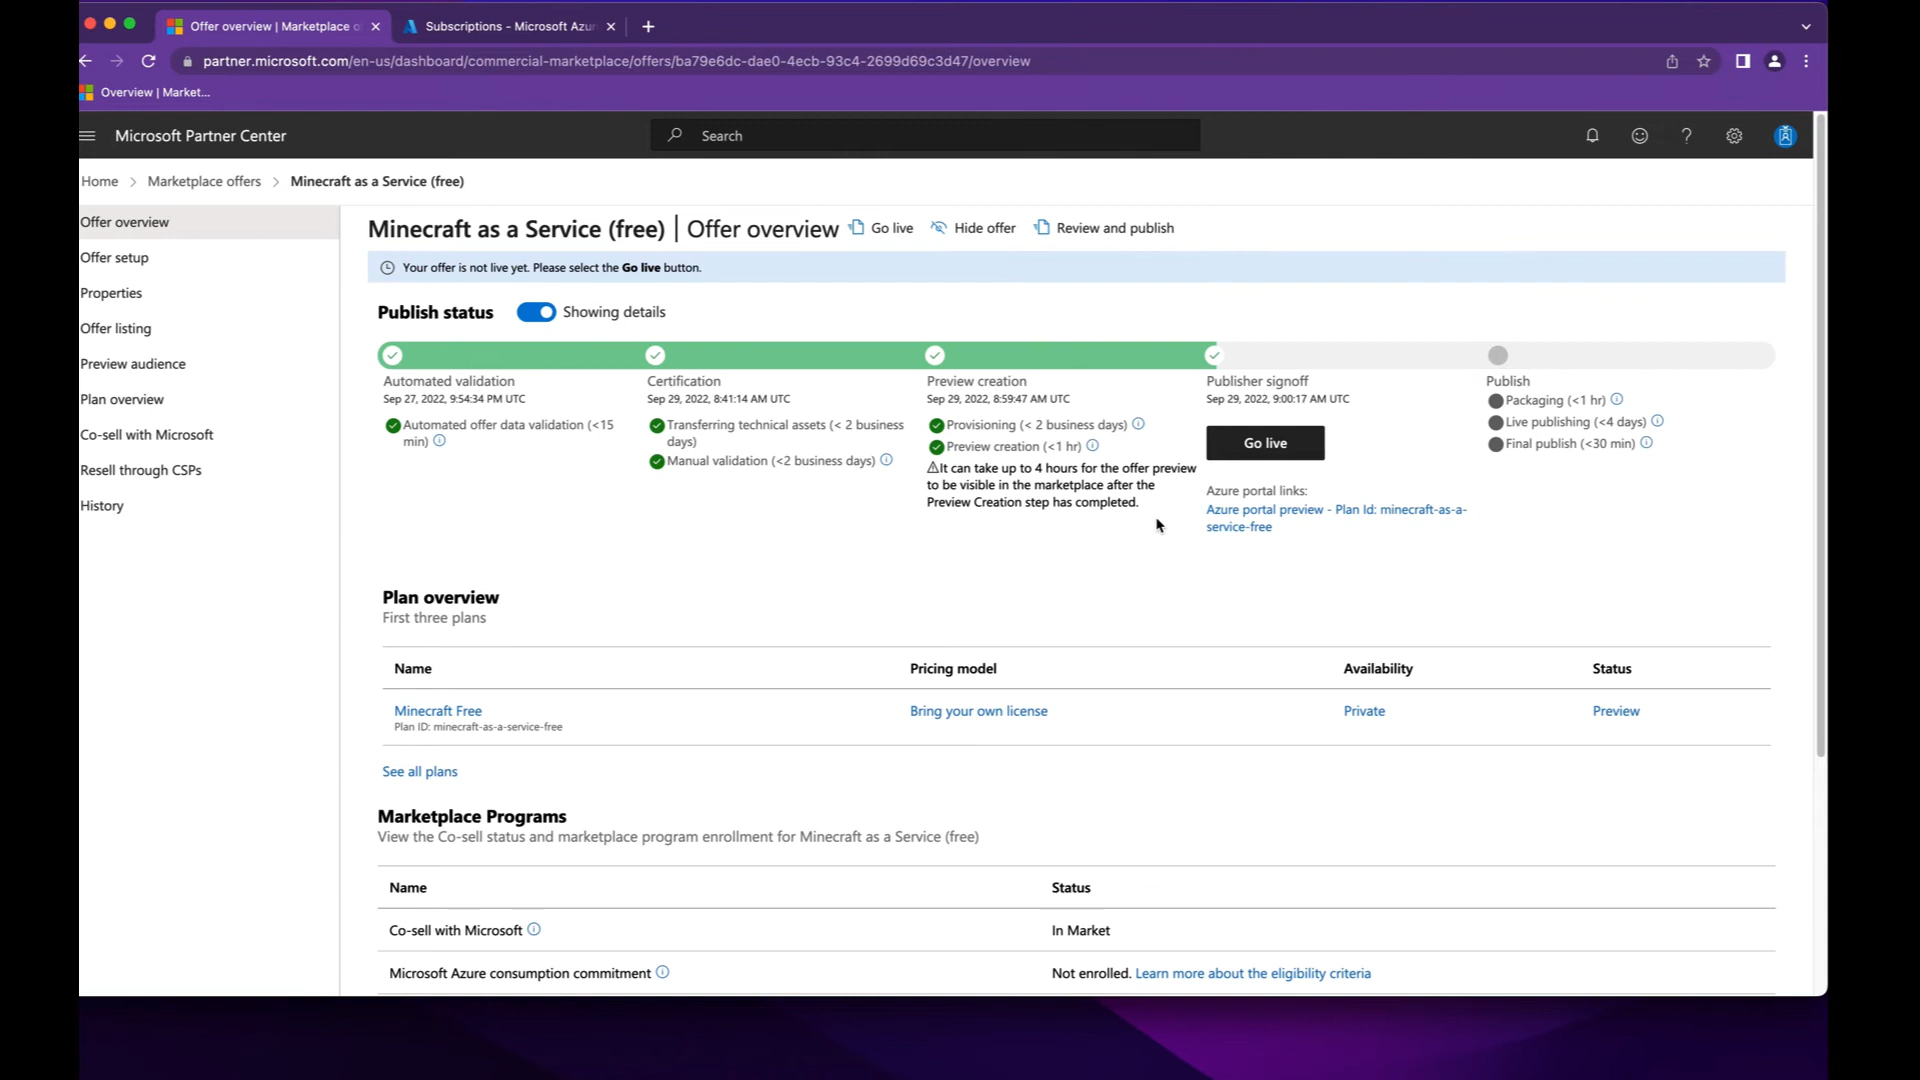 Offer overview | Marketplace o
Subscriptions - Microsoft Azur
partner.microsoft.com/en-us/dashboard/commercial-marketplace/offers/ba79e6dc-dae0-4ecb-93c4-2699d69c3d47/overview
Overview | Market...
Microsoft Partner Center
Search
Home > Marketplace offers > Minecraft as a Service (free)
Offer overview
Offer setup
Properties
Offer listing
Preview audience
Plan overview
Co-sell with Microsoft
Resell through CSPs
History
Minecraft as a Service (free) | Offer overview
Go live
Hide offer
Review and publish
Your offer is not live yet. Please select the Go live button.
Publish status
Showing details
Automated validation
Sep 27, 2022, 9:54:34 PM UTC
Automated offer data validation (<15
min)
Certification
Sep 29, 2022, 8:41:14 AM UTC
Transferring technical assets (< 2 business
days)
Manual validation (<2 business days)
Preview creation
Sep 29, 2022, 8:59:47 AM UTC
Provisioning (< 2 business days)
Preview creation (<1 hr)
It can take up to 4 hours for the offer preview
to be visible in the marketplace after the
Preview Creation step has completed.
Publisher signoff
Sep 29, 2022, 9:00:17 AM UTC
Go live
Azure portal links:
Azure portal preview - Plan Id: minecraft-as-a-
service-free
Publish
Packaging (<1 hr)
Live publishing (<4 days)
Final publish (<30 min)
Plan overview
First three plans
Name Pricing model Availability Status
Minecraft Free Bring your own license Private Preview
Plan ID: minecraft-as-a-service-free
See all plans
Marketplace Programs
View the Co-sell status and marketplace program enrollment for Minecraft as a Service (free)
Name Status
Co-sell with Microsoft In Market
Microsoft Azure consumption commitment Not enrolled. Learn more about the eligibility criteria